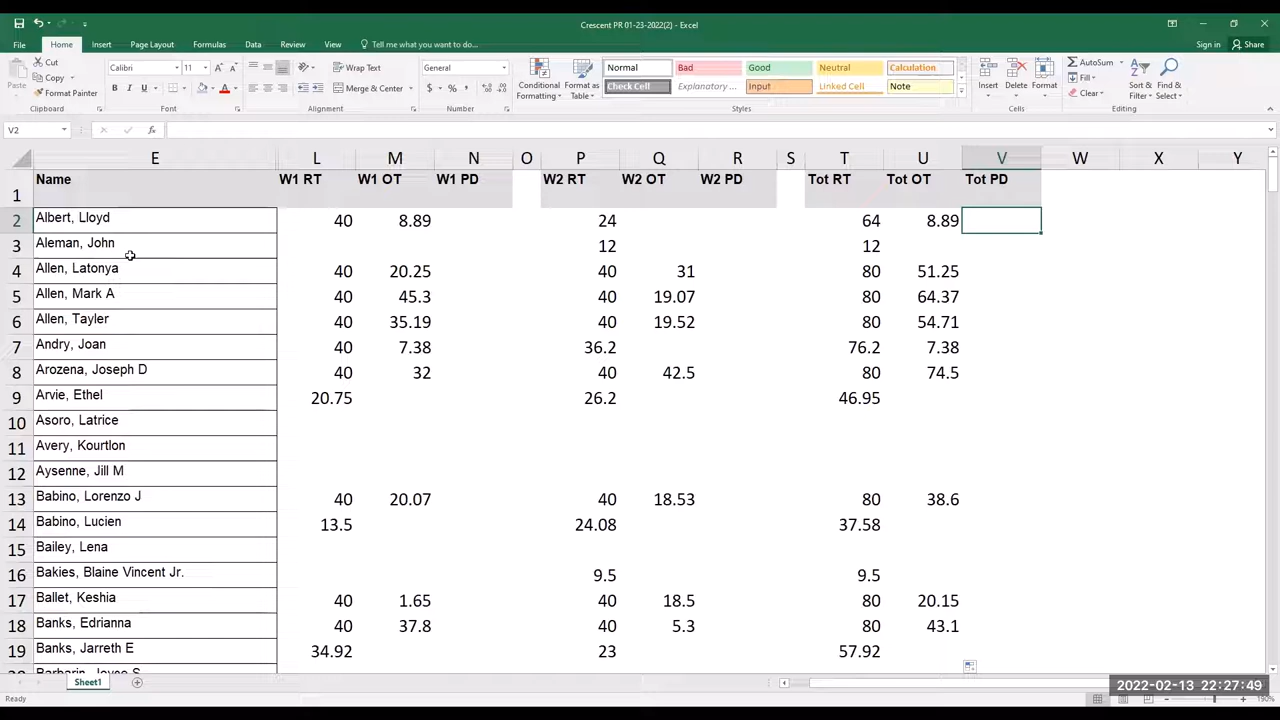 Crescent PR 01-23-2022(2) - Excel
File Home Insert Page Layout Formulas Data Review View Tell me what you want to do... Sign in Share
Paste Cut Copy Format Painter
Calibri 11 Wrap Text Merge & Center
General
Conditional Formatting Format as Table
Normal Bad Good Neutral Calculation
Check Cell Explanatory ... Input Linked Cell Note
Insert Delete Format
AutoSum Fill Clear
Sort & Filter Find & Select
Clipboard Font Alignment Number Styles Cells Editing
V2 fx
E L M N O P Q R S T U V W X Y
1 Name W1 RT W1 OT W1 PD W2 RT W2 OT W2 PD Tot RT Tot OT Tot PD
2 Albert, Lloyd 40 8.89 24 64 8.89
3 Aleman, John 12 12
4 Allen, Latonya 40 20.25 40 31 80 51.25
5 Allen, Mark A 40 45.3 40 19.07 80 64.37
6 Allen, Tayler 40 35.19 40 19.52 80 54.71
7 Andry, Joan 40 7.38 36.2 76.2 7.38
8 Arozena, Joseph D 40 32 40 42.5 80 74.5
9 Arvie, Ethel 20.75 26.2 46.95
10 Asoro, Latrice
11 Avery, Kourtlon
12 Aysenne, Jill M
13 Babino, Lorenzo J 40 20.07 40 18.53 80 38.6
14 Babino, Lucien 13.5 24.08 37.58
15 Bailey, Lena
16 Bakies, Blaine Vincent Jr. 9.5 9.5
17 Ballet, Keshia 40 1.65 40 18.5 80 20.15
18 Banks, Edrianna 40 37.8 40 5.3 80 43.1
19 Banks, Jarreth E 34.92 23 57.92
Barbarin, Joyce S
Sheet1
2022-02-13 22:27:49
Ready 190%